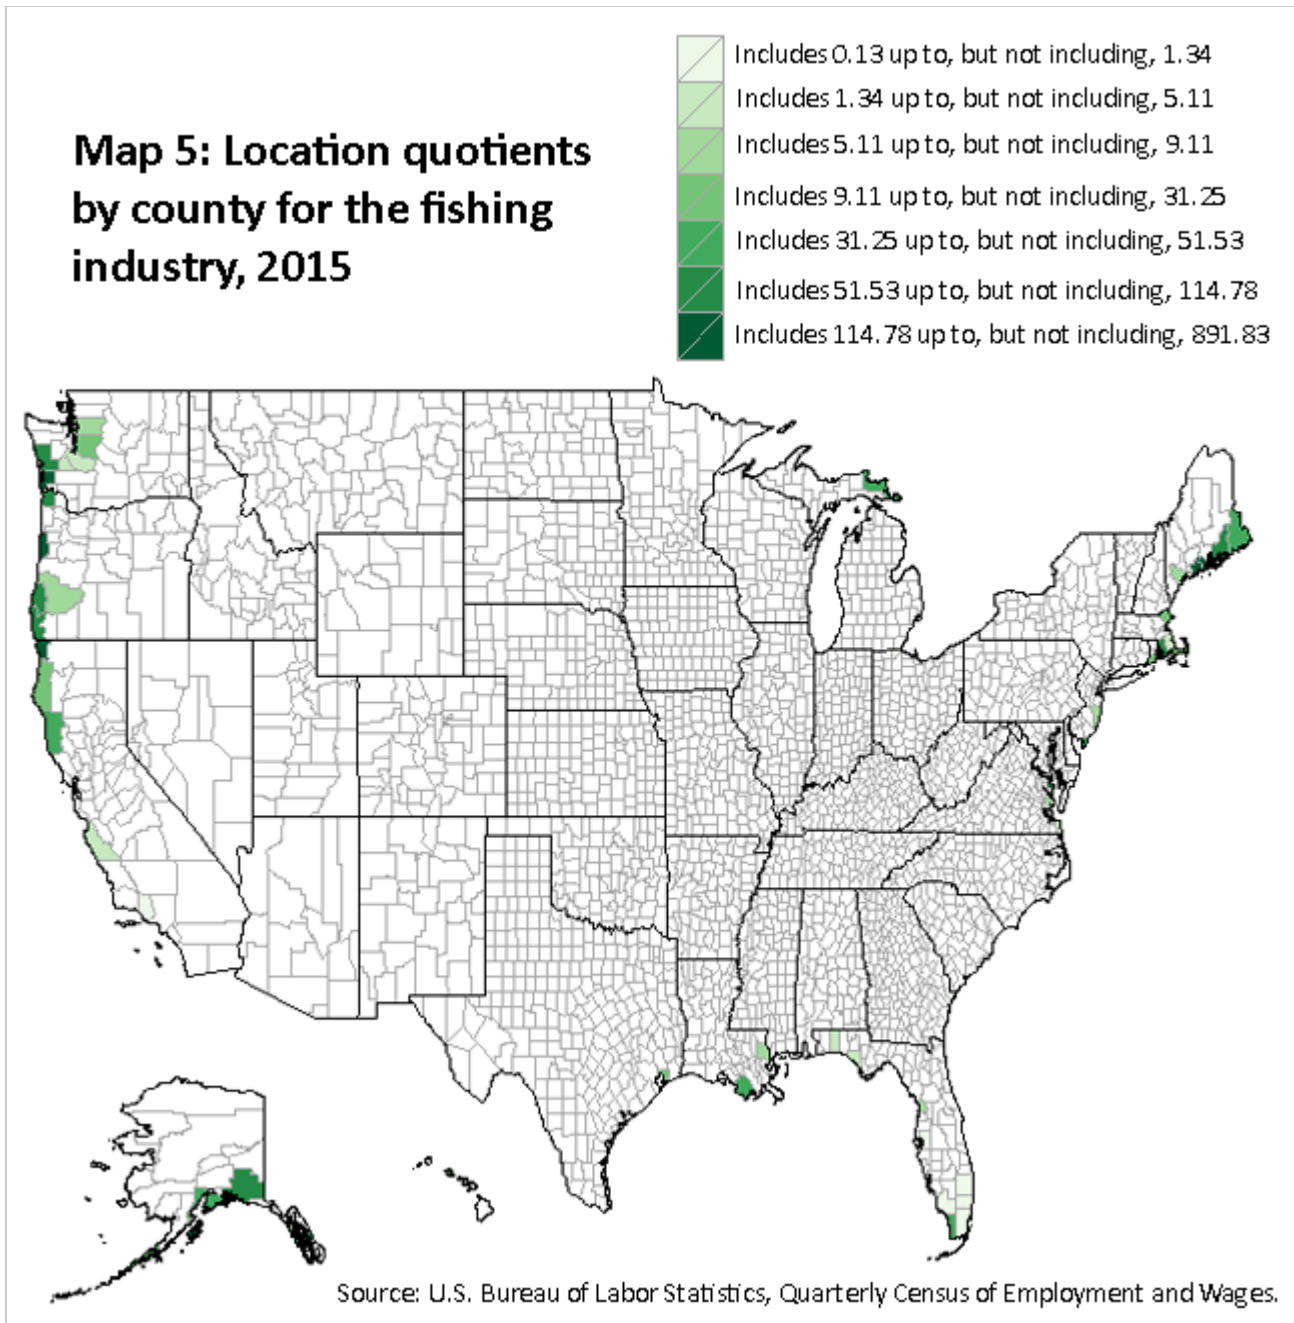 Includes 0.13 up to, but not including, 1.34
Includes 1.34 up to, but not including, 5.11
Includes 5.11 up to, but not including, 9.11
Includes 9.11 up to, but not including, 31.25
Includes 31.25 up to, but not including, 51.53
Includes 51.53 up to, but not including, 114.78
Includes 114.78 up to, but not including, 891.83
Map 5: Location quotients
by county for the fishing
industry, 2015
Source: U.S. Bureau of Labor Statistics, Quarterly Census of Employment and Wages.